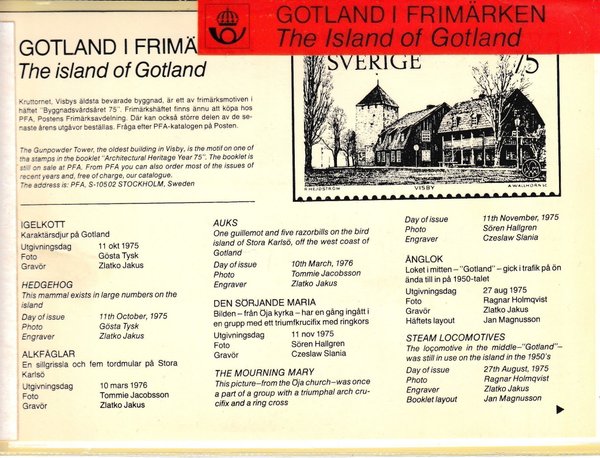 GOTLAND I FRIMÄRKEN
The Island of Gotland
GOTLAND I FRIMÄ
The island of Gotland
Kruttornet, Visbys äldsta bevarade byggnad, är ett av frimärksmotiven i
häftet "Byggnadsvårdsåret 75". Frimärkshäftet finns ännu att köpa hos
PFA, Postens Frimärksavdelning. Där kan också större delen av de se-
naste årens utgåvor beställas. Fråga efter PFA-katalogen på Posten.
The Gunpowder Tower, the oldest building in Visby, is the motif on one of
the stamps in the booklet "Architectural Heritage Year 75". The booklet is
still on sale at PFA. From PFA you can also order most of the issues of
recent years and, free of charge, our catalogue.
The address is: PFA, S-10502 STOCKHOLM, Sweden
SVERIGE 75
R HEJDSTRÖM VISBY A WALLHORN SC
IGELKOTT
Karaktärsdjur på Gotland
Utgivningsdag 11 okt 1975
Foto Gösta Tysk
Gravör Zlatko Jakus
HEDGEHOG
This mammal exists in large numbers on the
island
Day of issue 11th October, 1975
Photo Gösta Tysk
Engraver Zlatko Jakus
ALKFÅGLAR
En sillgrissla och fem tordmular på Stora
Karlsö
Utgivningsdag 10 mars 1976
Foto Tommie Jacobsson
Gravör Zlatko Jakus
AUKS
One guillemot and five razorbills on the bird
island of Stora Karlsö, off the west coast of
Gotland
Day of issue 10th March, 1976
Photo Tommie Jacobsson
Engraver Zlatko Jakus
DEN SÖRJANDE MARIA
Bilden – från Oja kyrka – har en gång ingått i
en grupp med ett triumfkrucifix med ringkors
Utgivningsdag 11 nov 1975
Foto Sören Hallgren
Gravör Czeslaw Slania
THE MOURNING MARY
This picture–from the Oja church–was once
a part of a group with a triumphal arch cru-
cifix and a ring cross
Day of issue 11th November, 1975
Photo Sören Hallgren
Engraver Czeslaw Slania
ÅNGLOK
Loket i mitten – "Gotland" – gick i trafik på ön
ända till in på 1950-talet
Utgivningsdag 27 aug 1975
Foto Ragnar Holmqvist
Gravör Zlatko Jakus
Häftets layout Jan Magnusson
STEAM LOCOMOTIVES
The locomotive in the middle–"Gotland"–
was still in use on the island in the 1950's
Day of issue 27th August, 1975
Photo Ragnar Holmqvist
Engraver Zlatko Jakus
Booklet layout Jan Magnusson